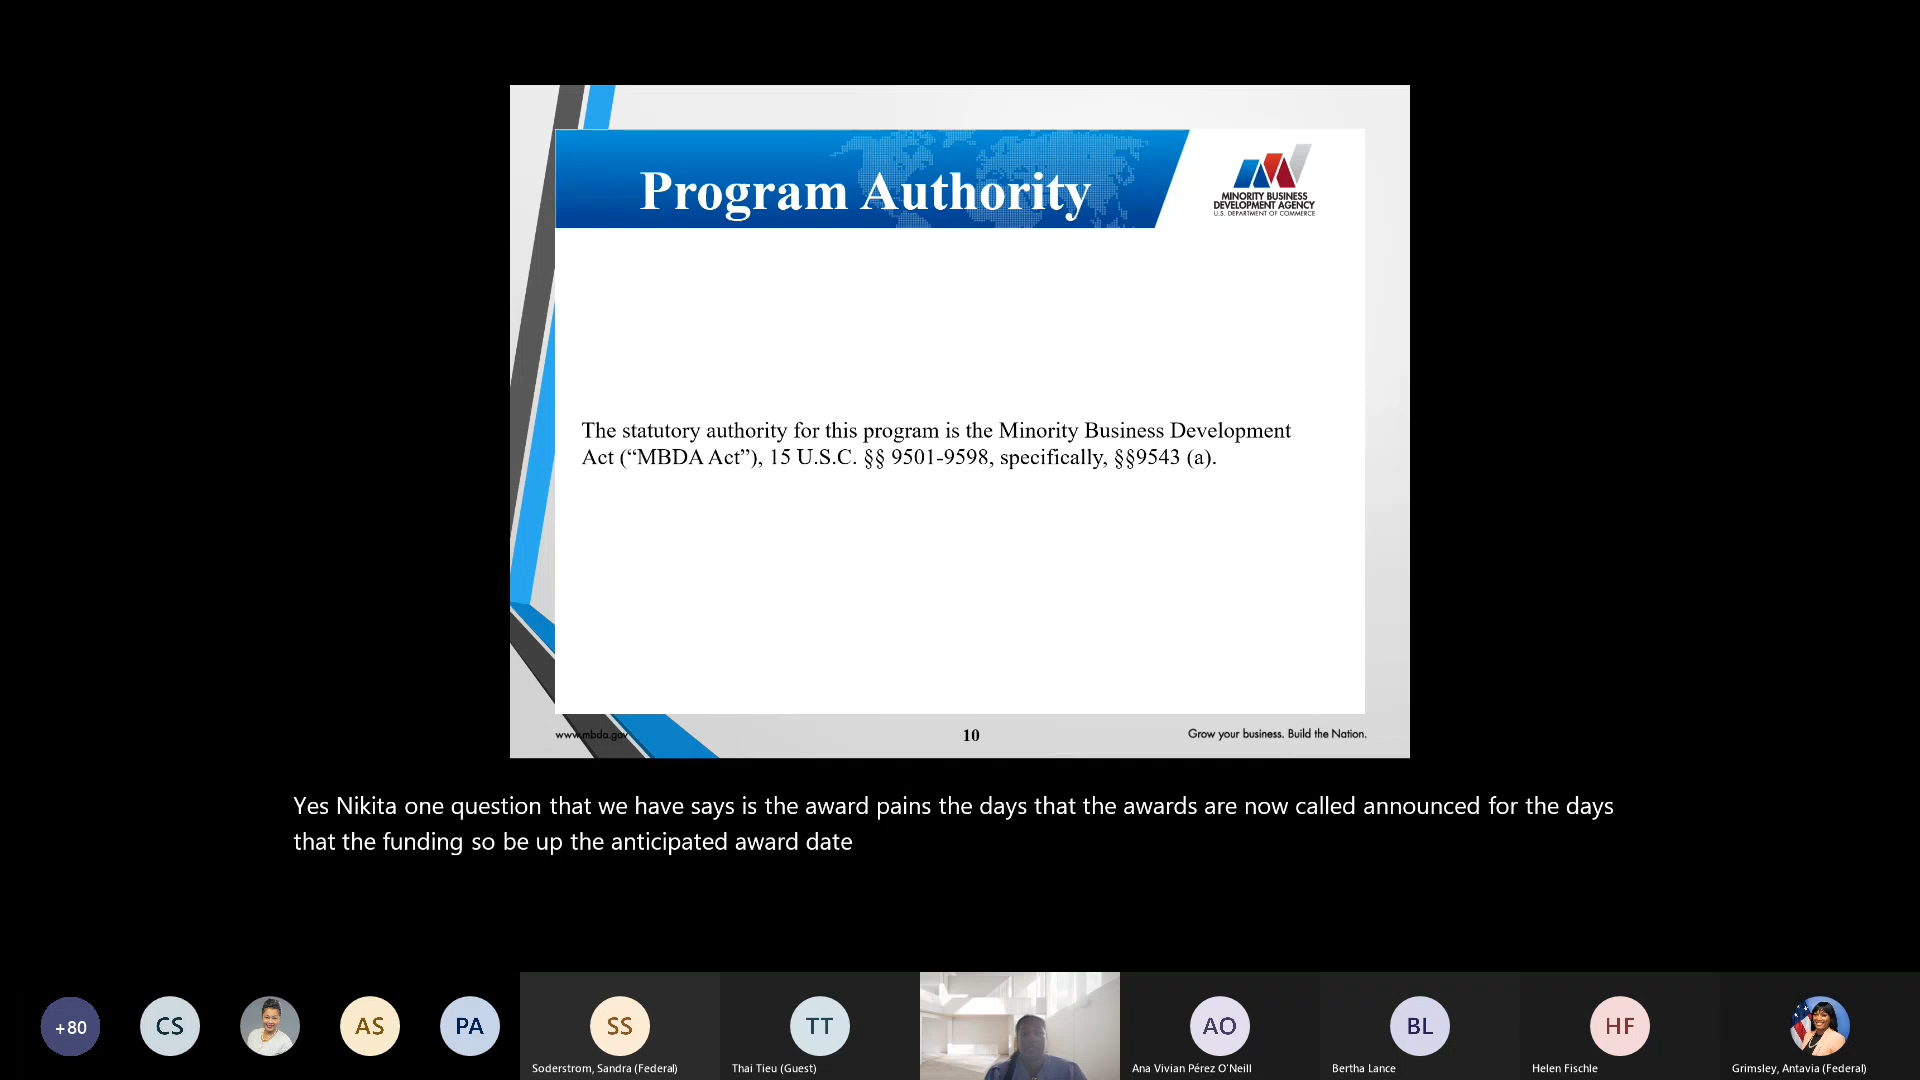 Program Authority
MINORITY BUSINESS
DEVELOPMENT AGENCY
U.S. DEPARTMENT OF COMMERCE
The statutory authority for this program is the Minority Business Development
Act (“MBDA Act”), 15 U.S.C. §§ 9501-9598, specifically, §§9543 (a).
www.mbda.gov
10
Grow your business. Build the Nation.
Yes Nikita one question that we have says is the award pains the days that the awards are now called announced for the days
that the funding so be up the anticipated award date
+80
CS
AS
PA
SS
TT
AO
BL
HF
Soderstrom, Sandra (Federal)
Thai Tieu (Guest)
Ana Vivian Pérez O'Neill
Bertha Lance
Helen Fischle
Grimsley, Antavia (Federal)